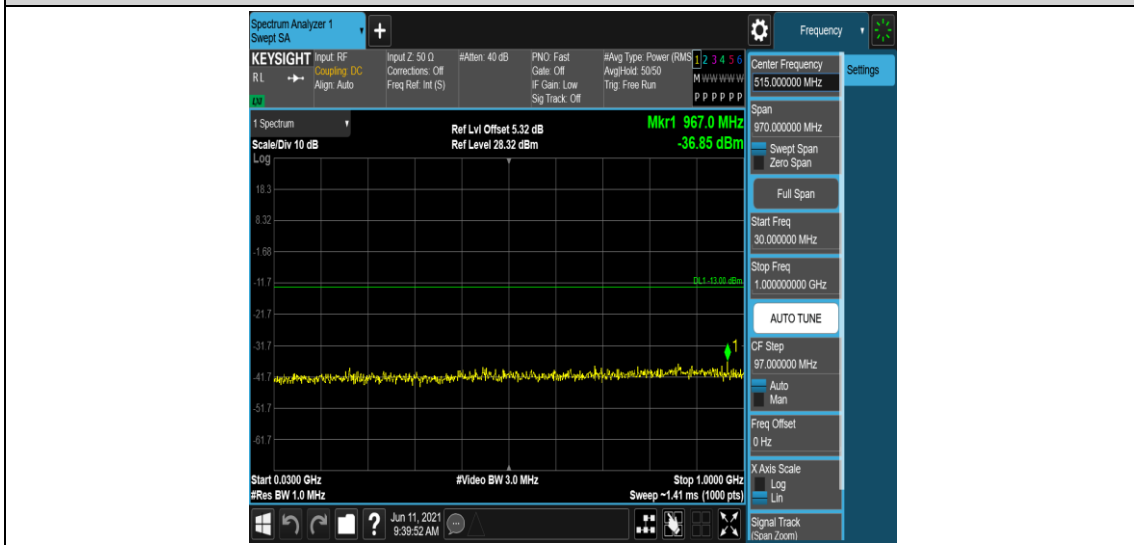 Spectrum Analyzer 1
Swept SA
+
Frequency
KEYSIGHT
RL
LXI
Input: RF
Coupling: DC
Align: Auto
Input Z: 50 Ω
Corrections: Off
Freq Ref: Int (S)
#Atten: 40 dB
PNO: Fast
Gate: Off
IF Gain: Low
Sig Track: Off
#Avg Type: Power (RMS
Avg|Hold: 50/50
Trig: Free Run
1 2 3 4 5 6
M W W W W W
P P P P P P
1 Spectrum
Scale/Div 10 dB
Log
Ref Lvl Offset 5.32 dB
Ref Level 28.32 dBm
Mkr1 967.0 MHz
-36.85 dBm
18.3
8.32
-1.68
-11.7
DL1 -13.00 dBm
-21.7
-31.7
1
-41.7
-51.7
-61.7
Start 0.0300 GHz
#Res BW 1.0 MHz
#Video BW 3.0 MHz
Stop 1.0000 GHz
Sweep ~1.41 ms (1000 pts)
Center Frequency
515.000000 MHz
Settings
Span
970.000000 MHz
Swept Span
Zero Span
Full Span
Start Freq
30.000000 MHz
Stop Freq
1.000000000 GHz
AUTO TUNE
CF Step
97.000000 MHz
Auto
Man
Freq Offset
0 Hz
X Axis Scale
Log
Lin
Signal Track
(Span Zoom)
?
Jun 11, 2021
9:39:52 AM